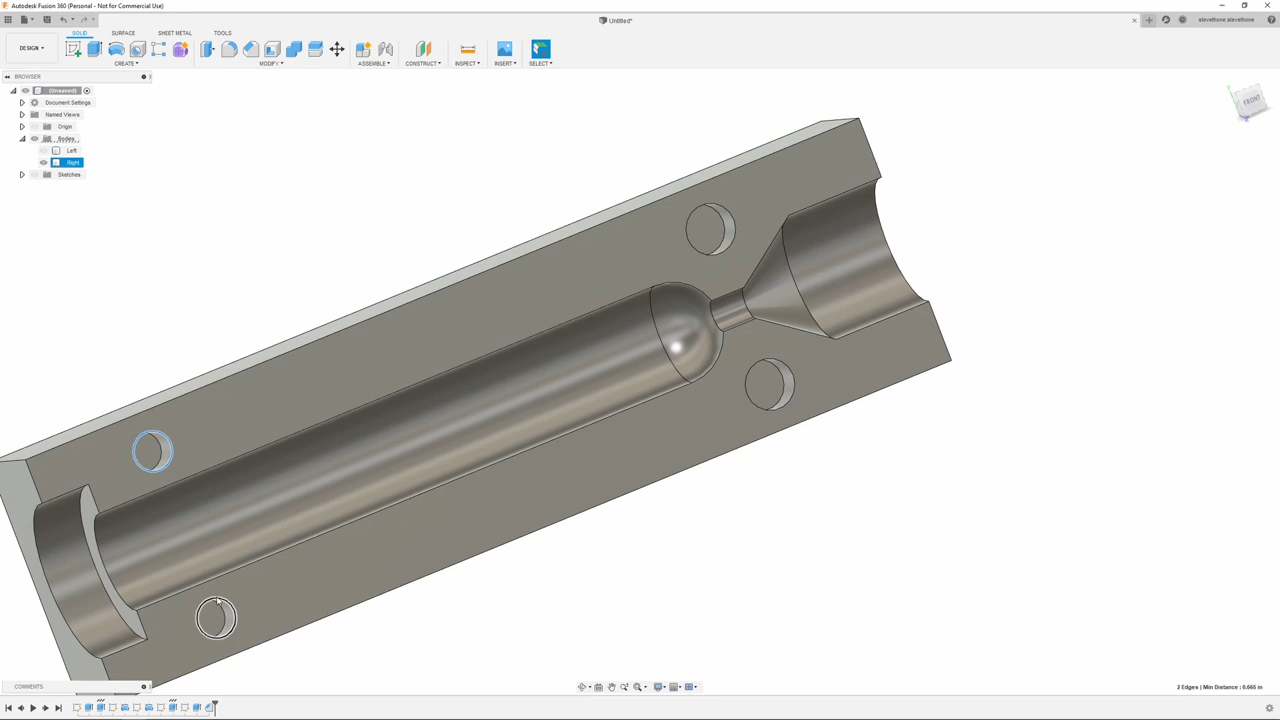 Autodesk Fusion 360 (Personal - Not for Commercial Use)
Untitled*
stevethone stevethone
SOLID SURFACE SHEET METAL TOOLS
DESIGN
CREATE MODIFY ASSEMBLE CONSTRUCT INSPECT INSERT SELECT
BROWSER
(Unsaved)
Document Settings
Named Views
Origin
Bodies
Left
Right
Sketches
FRONT
COMMENTS
2 Edges | Min Distance : 0.665 in